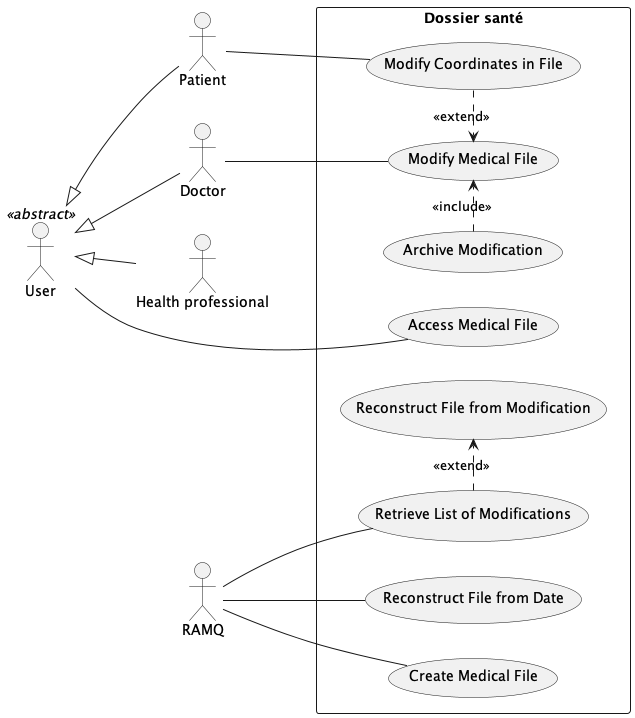 Dossier santé
Patient
Modify Coordinates in File
«extend»
Doctor
Modify Medical File
«include»
«abstract»
User
Archive Modification
Health professional
Access Medical File
Reconstruct File from Modification
«extend»
Retrieve List of Modifications
RAMQ
Reconstruct File from Date
Create Medical File